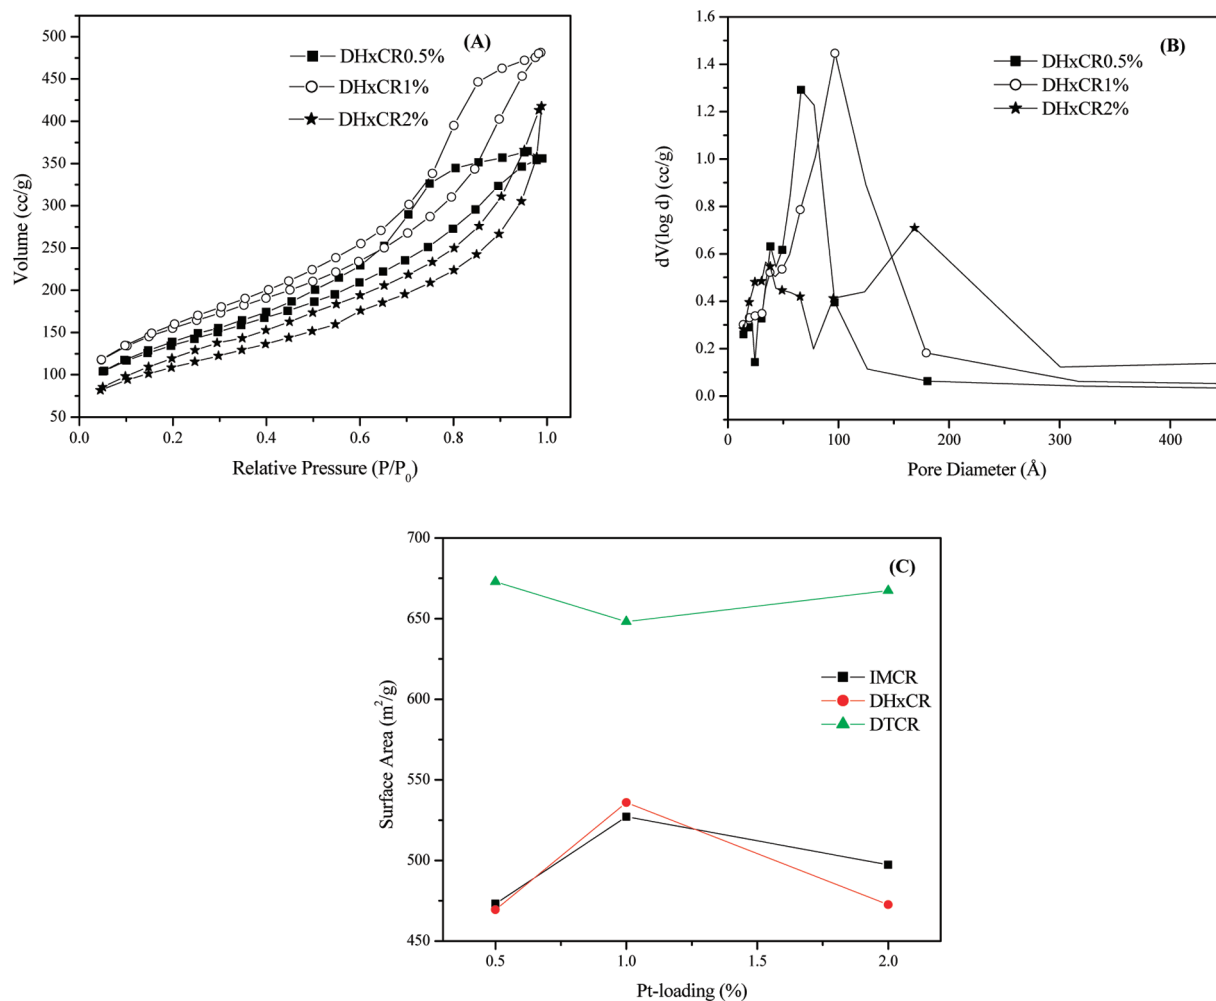 (A)
DHxCR0.5%
DHxCR1%
DHxCR2%
500
450
400
350
300
250
200
150
100
50
0.0 0.2 0.4 0.6 0.8 1.0
Volume (cc/g)
Relative Pressure (P/P0)
(B)
DHxCR0.5%
DHxCR1%
DHxCR2%
1.6
1.4
1.2
1.0
0.8
0.6
0.4
0.2
0.0
0 100 200 300 400
dV(log d) (cc/g)
Pore Diameter (Å)
(C)
IMCR
DHxCR
DTCR
700
650
600
550
500
450
0.5 1.0 1.5 2.0
Surface Area (m²/g)
Pt-loading (%)